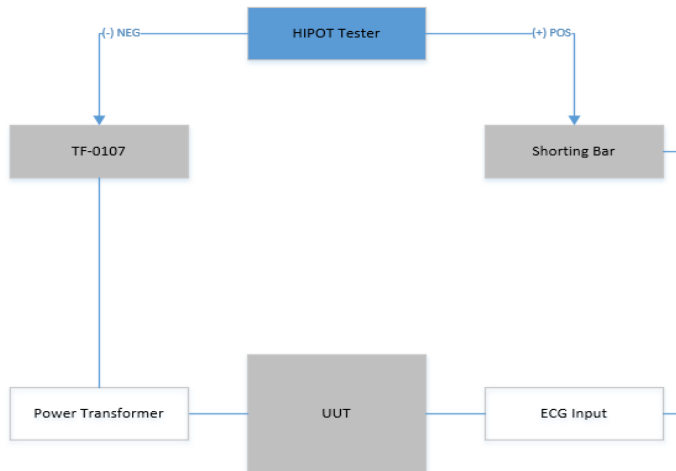 (-) NEG
HIPOT Tester
(+) POS
TF-0107
Shorting Bar
Power Transformer
UUT
ECG Input